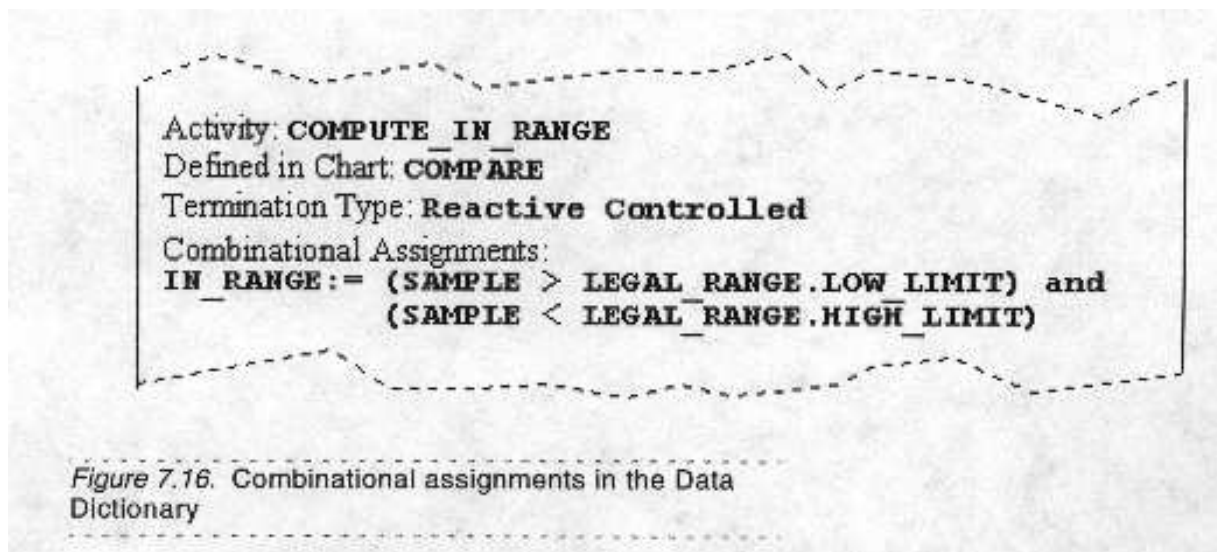 Activity: COMPUTE_IN_RANGE
Defined in Chart: COMPARE
Termination Type: Reactive Controlled
Combinational Assignments:
IN_RANGE:= (SAMPLE > LEGAL_RANGE.LOW_LIMIT) and
(SAMPLE < LEGAL_RANGE.HIGH_LIMIT)
Figure 7.16. Combinational assignments in the Data
Dictionary